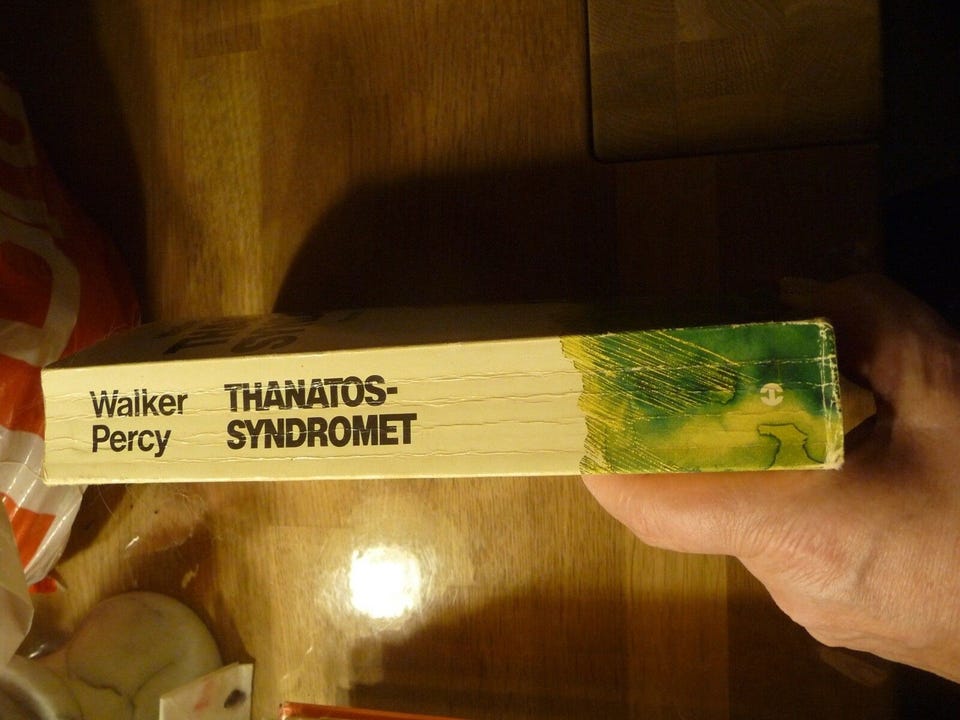 Walker
Percy
THANATOS-
SYNDROMET